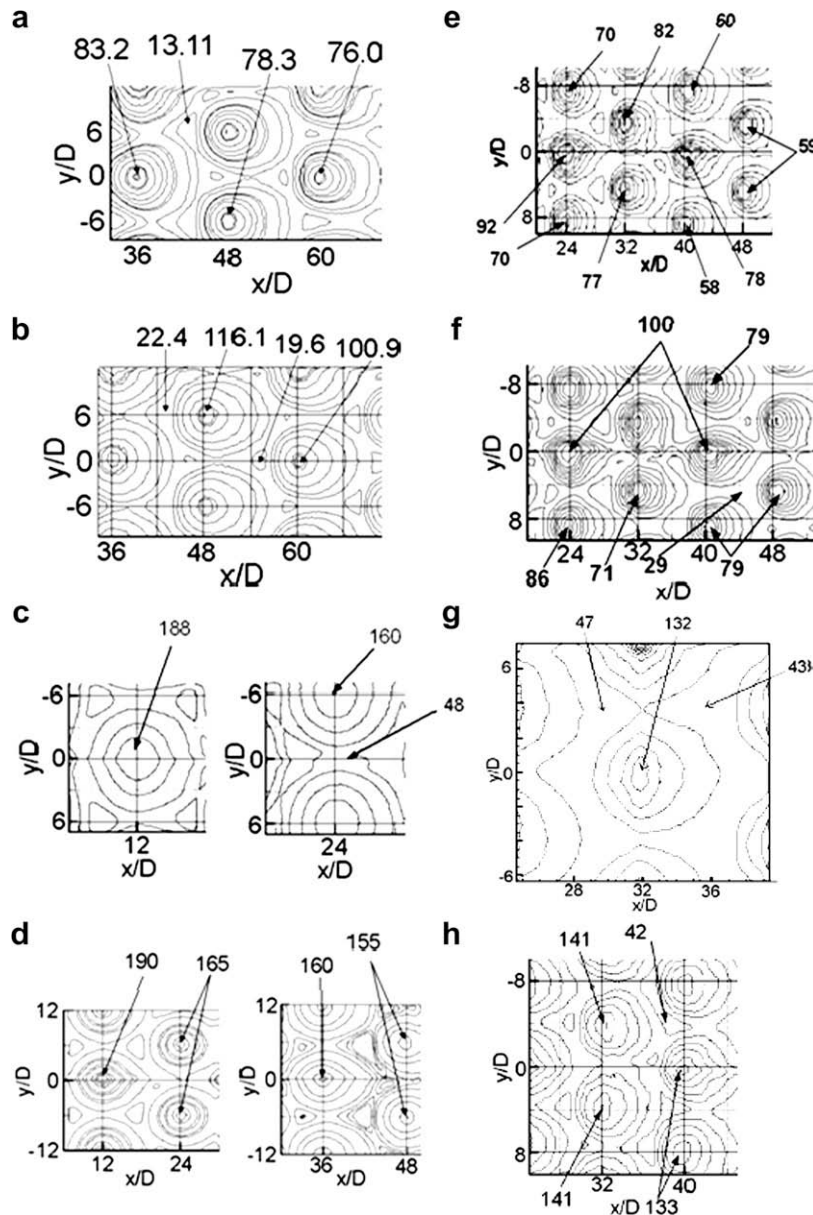 a
83.2 13.11 78.3 76.0
y/D
6
0
-6
36 48 60
x/D
b
22.4 116.1 19.6 100.9
y/D
6
0
-6
36 48 60
x/D
c
188
y/D
-6
0
6
12
x/D
160
48
y/D
-6
0
6
24
x/D
d
190 165
y/D
12
0
-12
12 24
x/D
160 155
y/D
12
0
-12
36 48
x/D
e
70 82 60
y/D
-8
0
8
59
92
70
24 32 40 48
77 x/D 58 78
f
100 79
y/D
-8
0
8
24 32 40 48
86 71 29 79
x/D
g
47 132 43
y/D
6
0
-6
28 32 36
x/D
h
141 42
y/D
-8
0
8
32 40
141 x/D 133